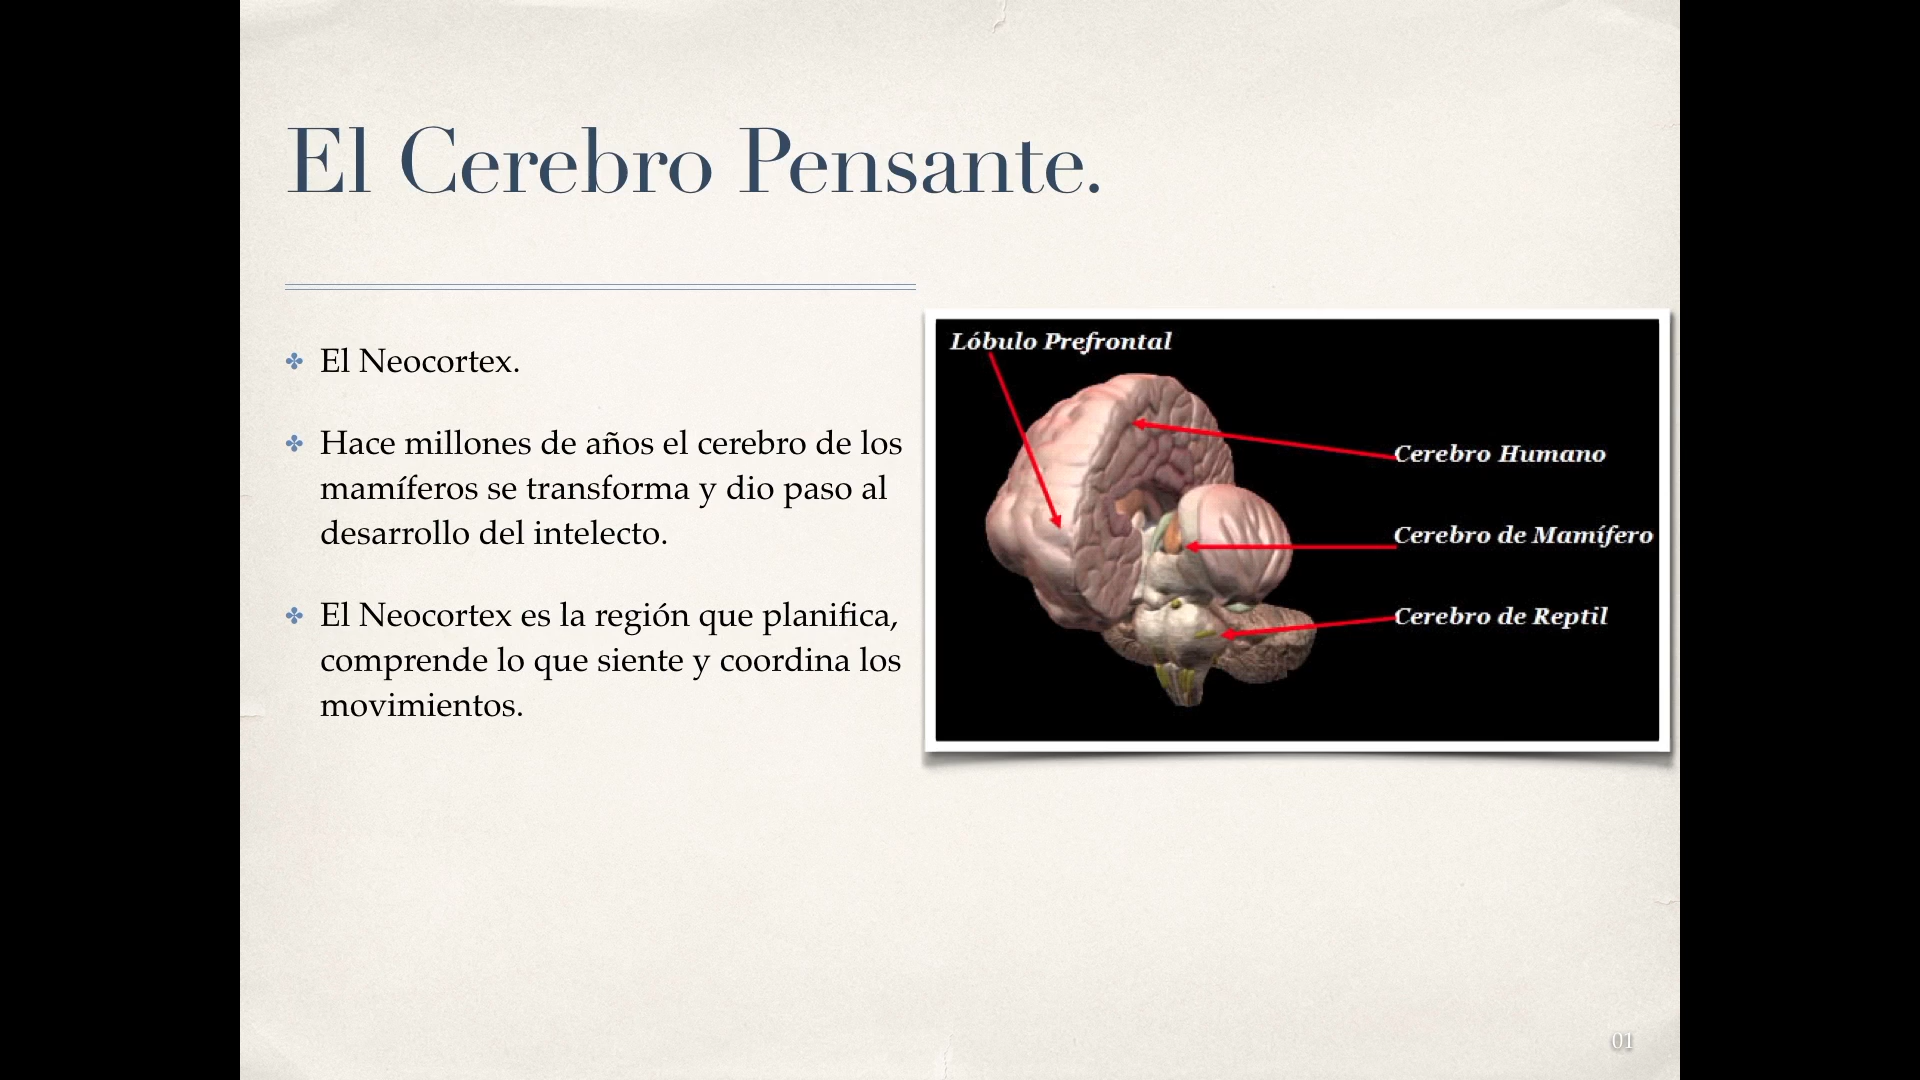 El Cerebro Pensante.
El Neocortex.
Hace millones de años el cerebro de los
mamíferos se transforma y dio paso al
desarrollo del intelecto.
El Neocortex es la región que planifica,
comprende lo que siente y coordina los
movimientos.
Lóbulo Prefrontal
Cerebro Humano
Cerebro de Mamífero
Cerebro de Reptil
01